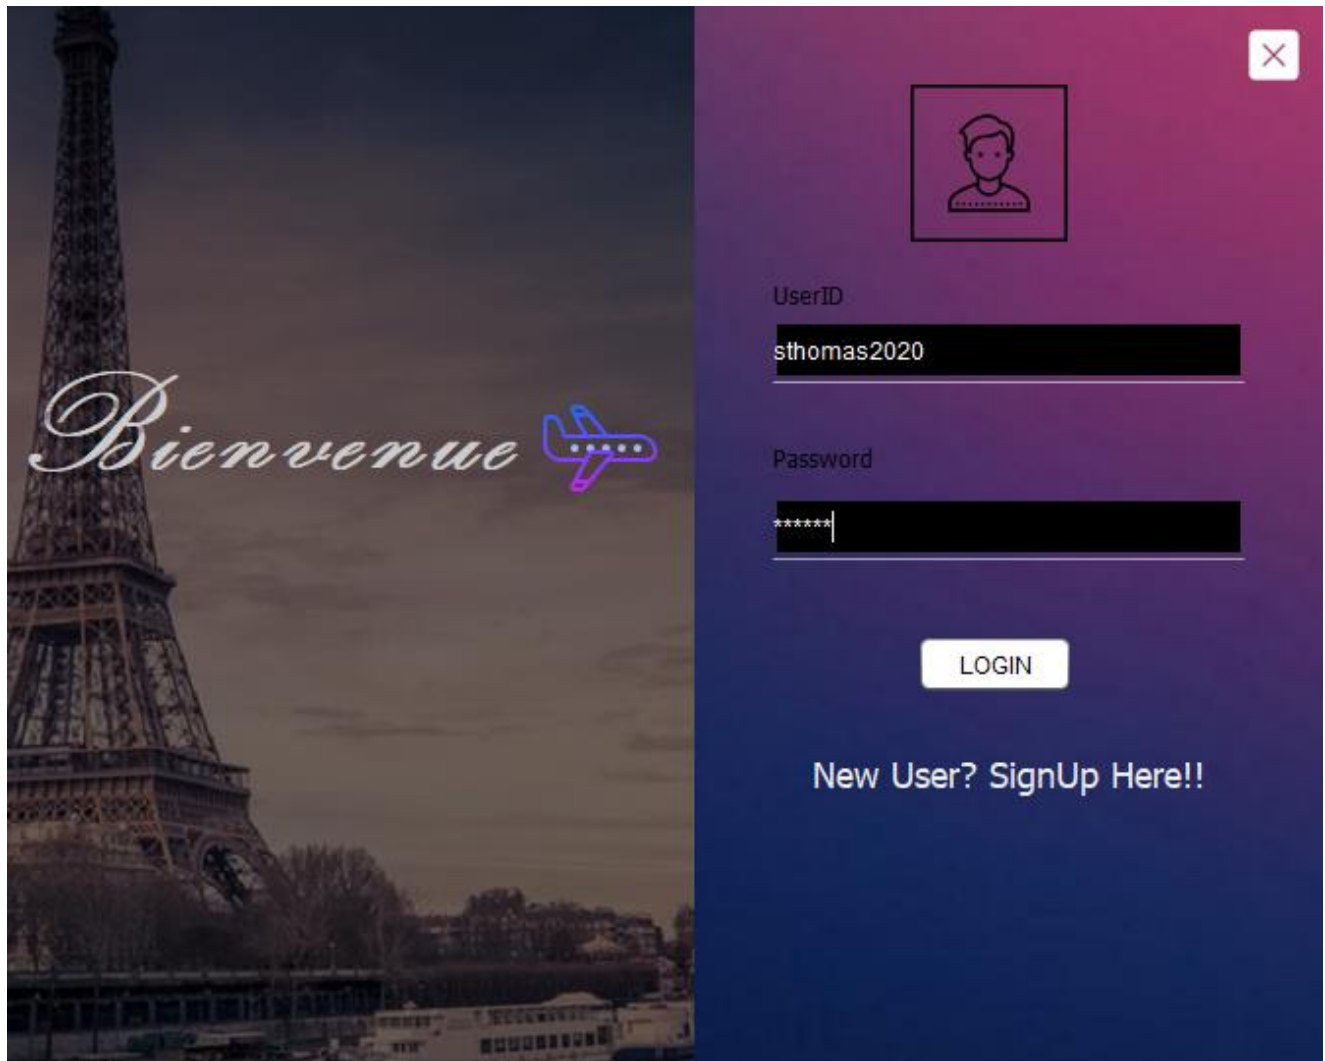 Bienvenue
UserID
sthomas2020
Password
******
LOGIN
New User? SignUp Here!!